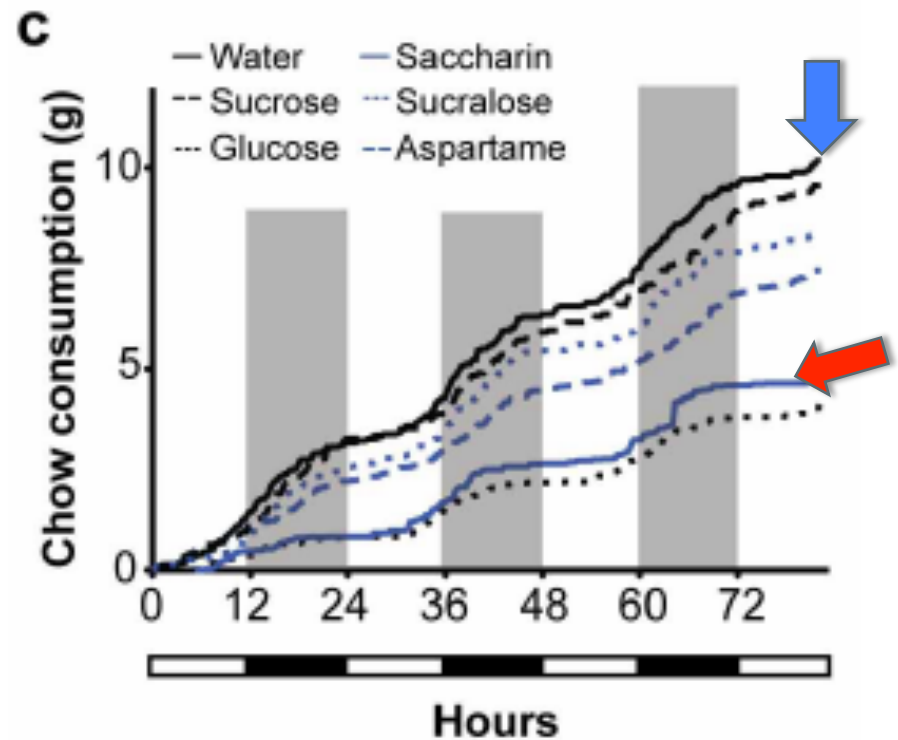 C
Water Saccharin
Sucrose Sucralose
Glucose Aspartame
Chow consumption (g)
10
5
0
0 12 24 36 48 60 72
Hours